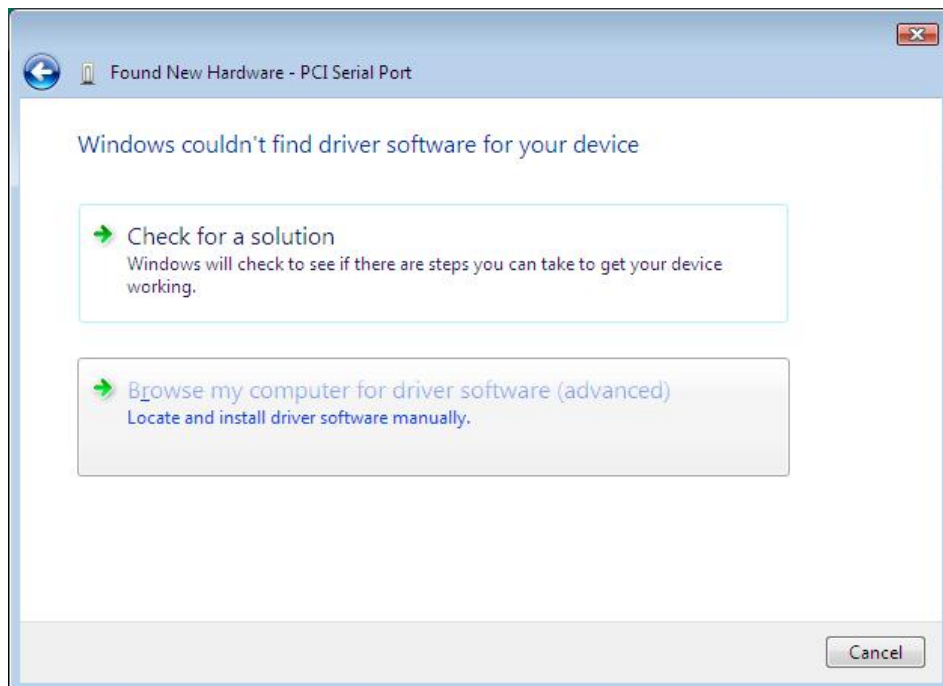 Found New Hardware - PCI Serial Port
Windows couldn't find driver software for your device
Check for a solution
Windows will check to see if there are steps you can take to get your device
working.
Browse my computer for driver software (advanced)
Locate and install driver software manually.
Cancel